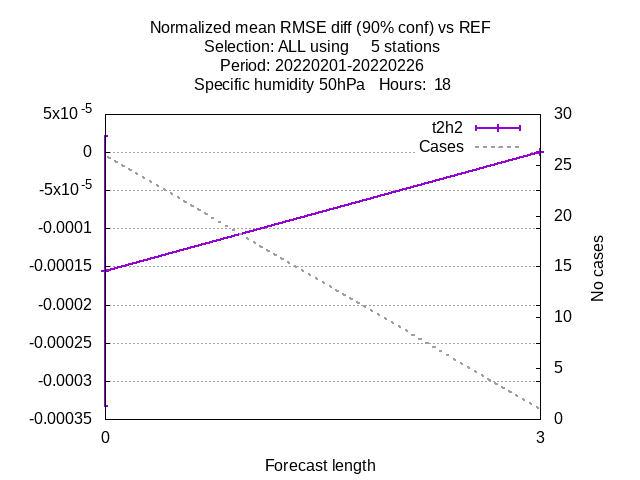 Normalized mean RMSE diff (90% conf) vs REF
Selection: ALL using 5 stations
Period: 20220201-20220226
Specific humidity 50hPa Hours: 18
t2h2
Cases
5x10-5
0
-5x10-5
-0.0001
-0.00015
-0.0002
-0.00025
-0.0003
-0.00035
30
25
20
15
10
5
0
No cases
0 3
Forecast length